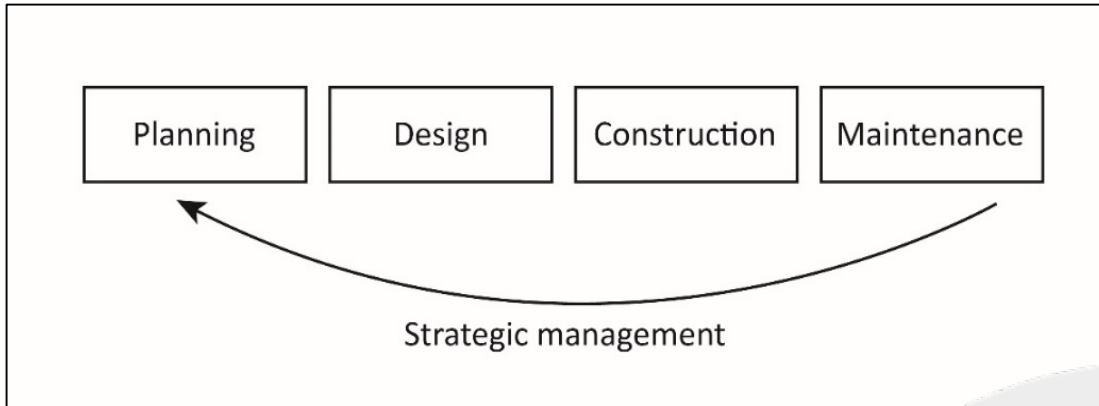 Planning
Design
Construction
Maintenance
Strategic management